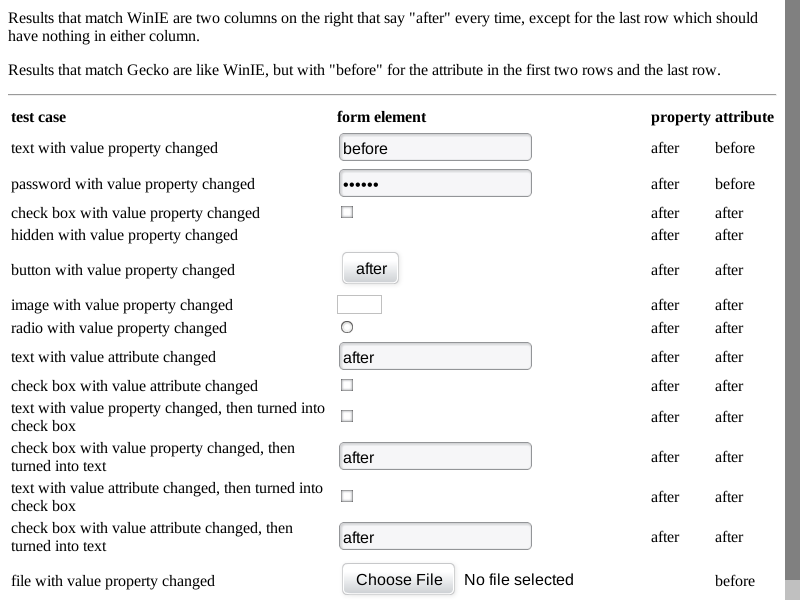 Results that match WinIE are two columns on the right that say "after" every time, except for the last row which should
have nothing in either column.
Results that match Gecko are like WinIE, but with "before" for the attribute in the first two rows and the last row.
test case form element property attribute
text with value property changed before after before
password with value property changed •••••• after before
check box with value property changed after after
hidden with value property changed after after
button with value property changed after after after
image with value property changed after after
radio with value property changed after after
text with value attribute changed after after after
check box with value attribute changed after after
text with value property changed, then turned into
check box after after
check box with value property changed, then
turned into text after after after
text with value attribute changed, then turned into
check box after after
check box with value attribute changed, then
turned into text after after after
file with value property changed Choose File No file selected before